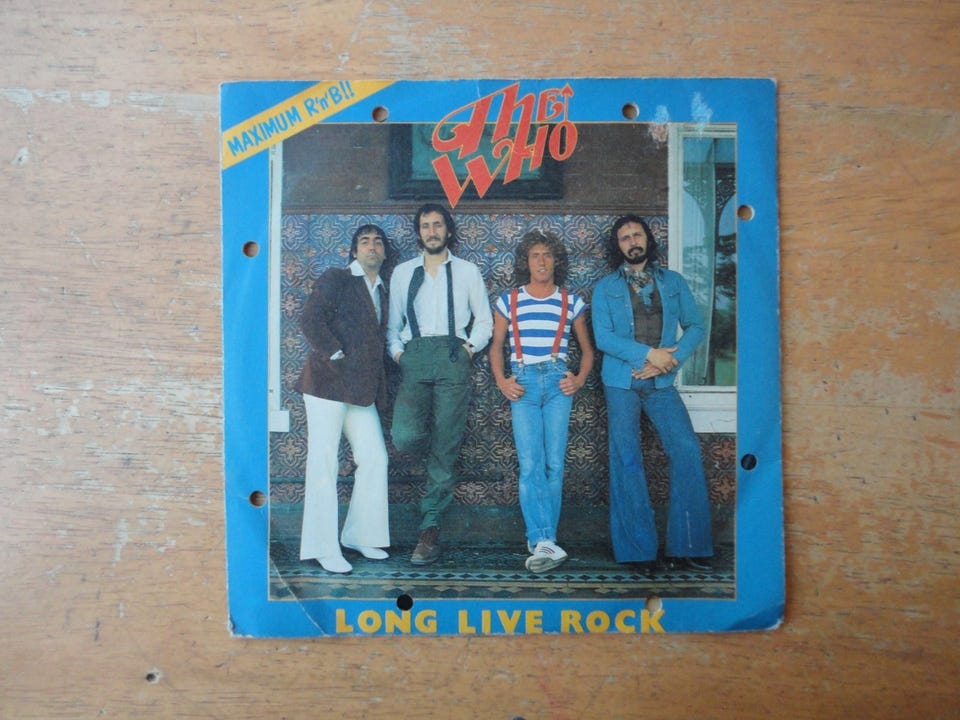 MAXIMUM R'n'B!!
The
WHO
LONG LIVE ROCK